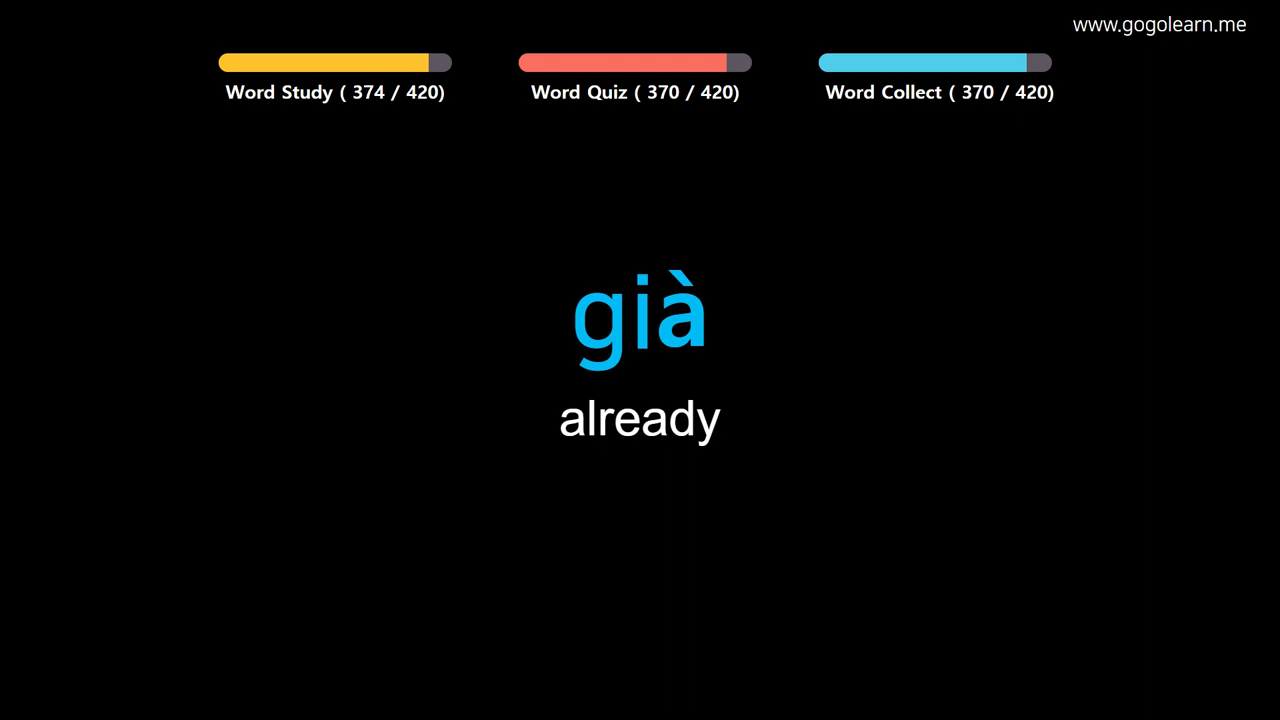 www.gogolearn.me
Word Study ( 374 / 420)
Word Quiz ( 370 / 420)
Word Collect ( 370 / 420)
già
already